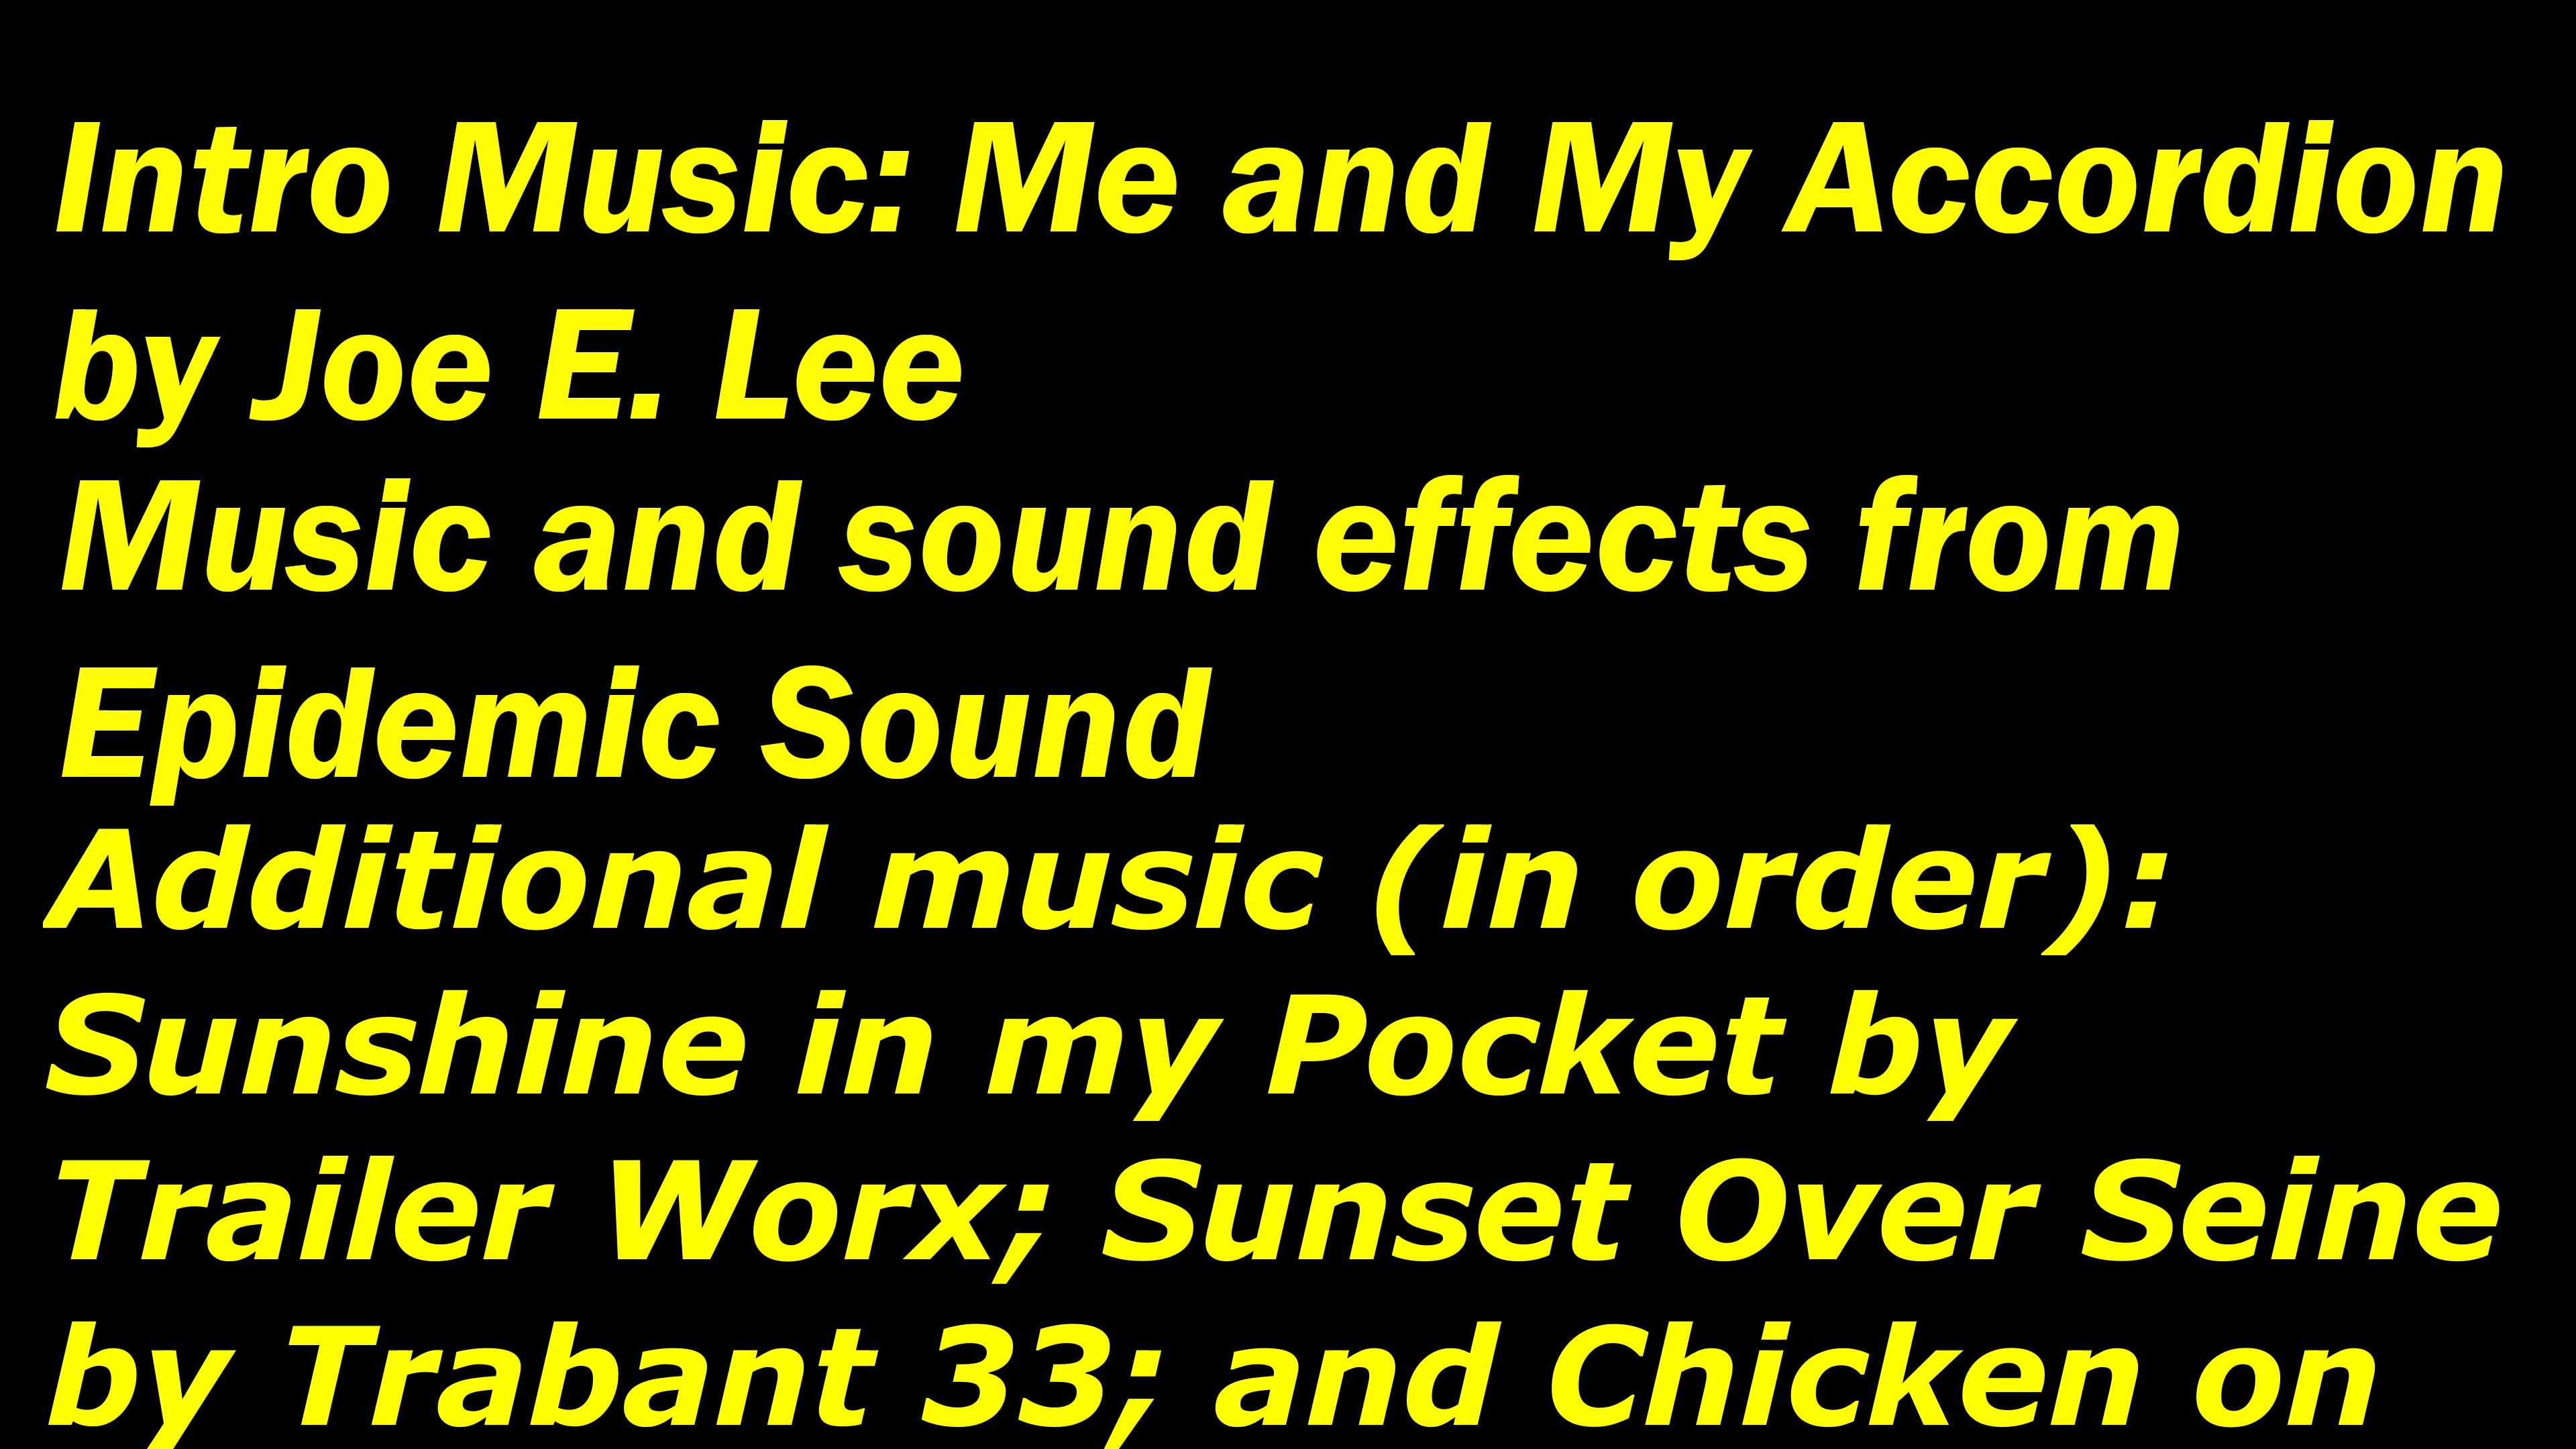 Intro Music: Me and My Accordion
by Joe E. Lee
Music and sound effects from
Epidemic Sound
Additional music (in order):
Sunshine in my Pocket by
Trailer Worx; Sunset Over Seine
by Trabant 33; and Chicken on